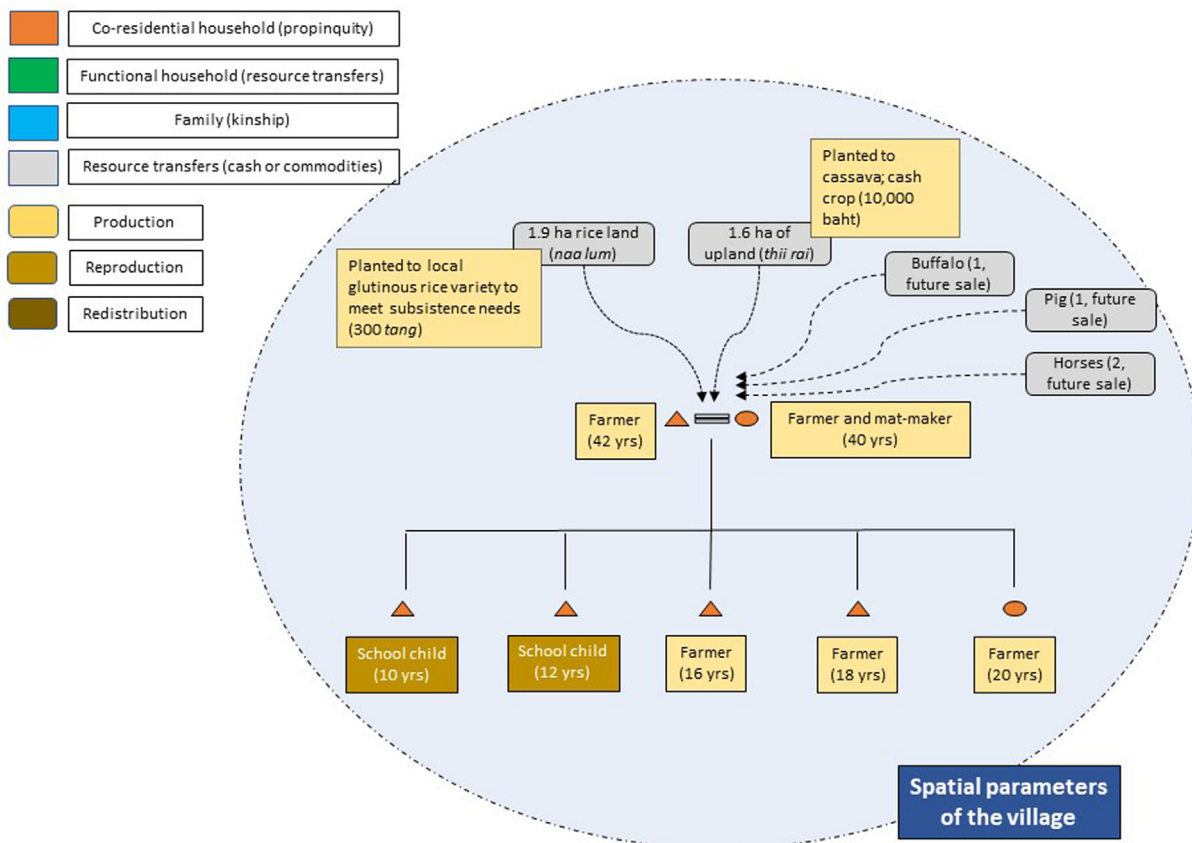 Co-residential household (propinquity)
Functional household (resource transfers)
Family (kinship)
Resource transfers (cash or commodities)
Production
Reproduction
Redistribution
Planted to
cassava; cash
crop (10,000
baht)
1.9 ha rice land
(naa lum)
1.6 ha of
upland (thii rai)
Planted to local
glutinous rice variety to
meet subsistence needs
(300 tang)
Buffalo (1,
future sale)
Pig (1, future
sale)
Horses (2,
future sale)
Farmer
(42 yrs)
Farmer and mat-maker
(40 yrs)
School child
(10 yrs)
School child
(12 yrs)
Farmer
(16 yrs)
Farmer
(18 yrs)
Farmer
(20 yrs)
Spatial parameters
of the village